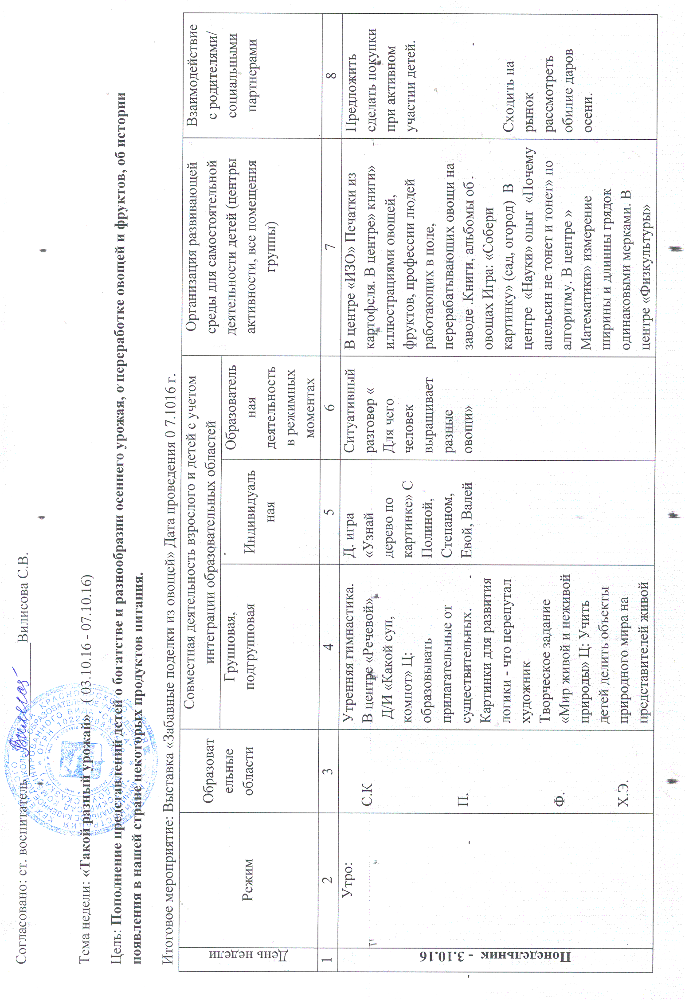 Согласовано: ст. воспитатель Вилисова С.В.
Тема недели: «Такой разный урожай» (03.10.16 - 07.10.16)
Цель: Пополнение представлений детей о богатстве и разнообразии осеннего урожая, о переработке овощей и фруктов, об истории
появления в нашей стране некоторых продуктов питания.
Итоговое мероприятие: Выставка «Забавные поделки из овощей» Дата проведения 0 7.1016 г.
День недели
Режим
Образоват
ельные
области
Совместная деятельность взрослого и детей с учетом
интеграции образовательных областей
Групповая,
подгрупповая
Индивидуаль
ная
Образователь
ная
деятельность
в режимных
моментах
Организация развивающей
среды для самостоятельной
деятельности детей (центры
активности, все помещения
группы)
Взаимодействие
с родителями/
социальными
партнерами
1 2 3 4 5 6 7 8
Понедельник - 3.10.16
Утро:
С.К
П.
Ф.
Х.Э.
Утренняя гимнастика.
В центре «Речевой»
Д/И «Какой суп,
компот» Ц:
образовывать
прилагательные от
существительных.
Картинки для развития
логики - что перепутал
художник
Творческое задание
«Мир живой и неживой
природы» Ц: Учить
детей делить объекты
природного мира на
представителей живой
Д. игра
«Узнай
дерево по
картинке» С
Полиной,
Степаном,
Евой, Валей
Ситуативный
разговор «
Для чего
человек
выращивает
разные
овощи»
В центре «ИЗО» Печатки из
картофеля. В центре» книги»
иллюстрациями овощей,
фруктов, профессии людей
работающих в поле,
перерабатывающих овощи на
заводе .Книги, альбомы об .
овощах Игра: «Собери
картинку» (сад, огород) В
центре «Науки» опыт «Почему
апельсин не тонет и тонет» по
алгоритму. В центре »
Математики» измерение
ширины и длинны грядок
одинаковыми мерками. В
центре «Физкультуры»
Предложить
сделать покупки
при активном
участии детей.
Сходить на
рынок
рассмотреть
обилие даров
осени.